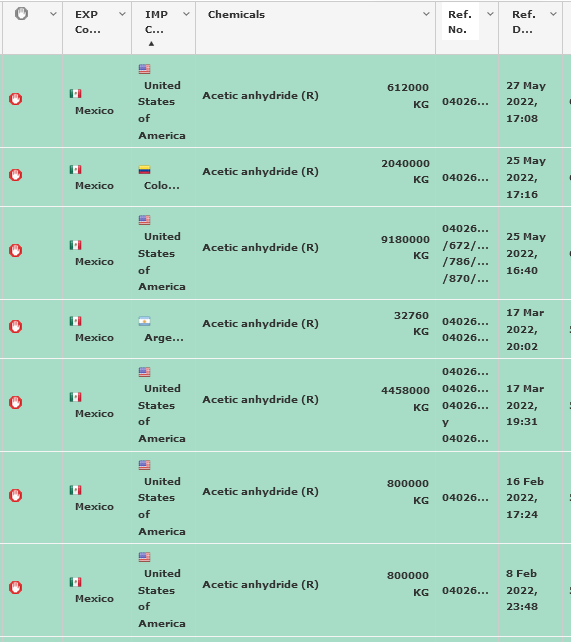 EXP Co...
IMP C...
Chemicals
Ref. No.
Ref. D...
Mexico
United States of America
Acetic anhydride (R)
612000 KG
04026...
27 May 2022, 17:08
Mexico
Colo...
Acetic anhydride (R)
2040000 KG
04026...
25 May 2022, 17:16
Mexico
United States of America
Acetic anhydride (R)
9180000 KG
04026...
/672/...
/786/...
/870/...
25 May 2022, 16:40
Mexico
Arge...
Acetic anhydride (R)
32760 KG
04026...
04026...
17 Mar 2022, 20:02
Mexico
United States of America
Acetic anhydride (R)
4458000 KG
04026...
04026...
04026...
y
04026...
17 Mar 2022, 19:31
Mexico
United States of America
Acetic anhydride (R)
800000 KG
04026...
16 Feb 2022, 17:24
Mexico
United States of America
Acetic anhydride (R)
800000 KG
04026...
8 Feb 2022, 23:48